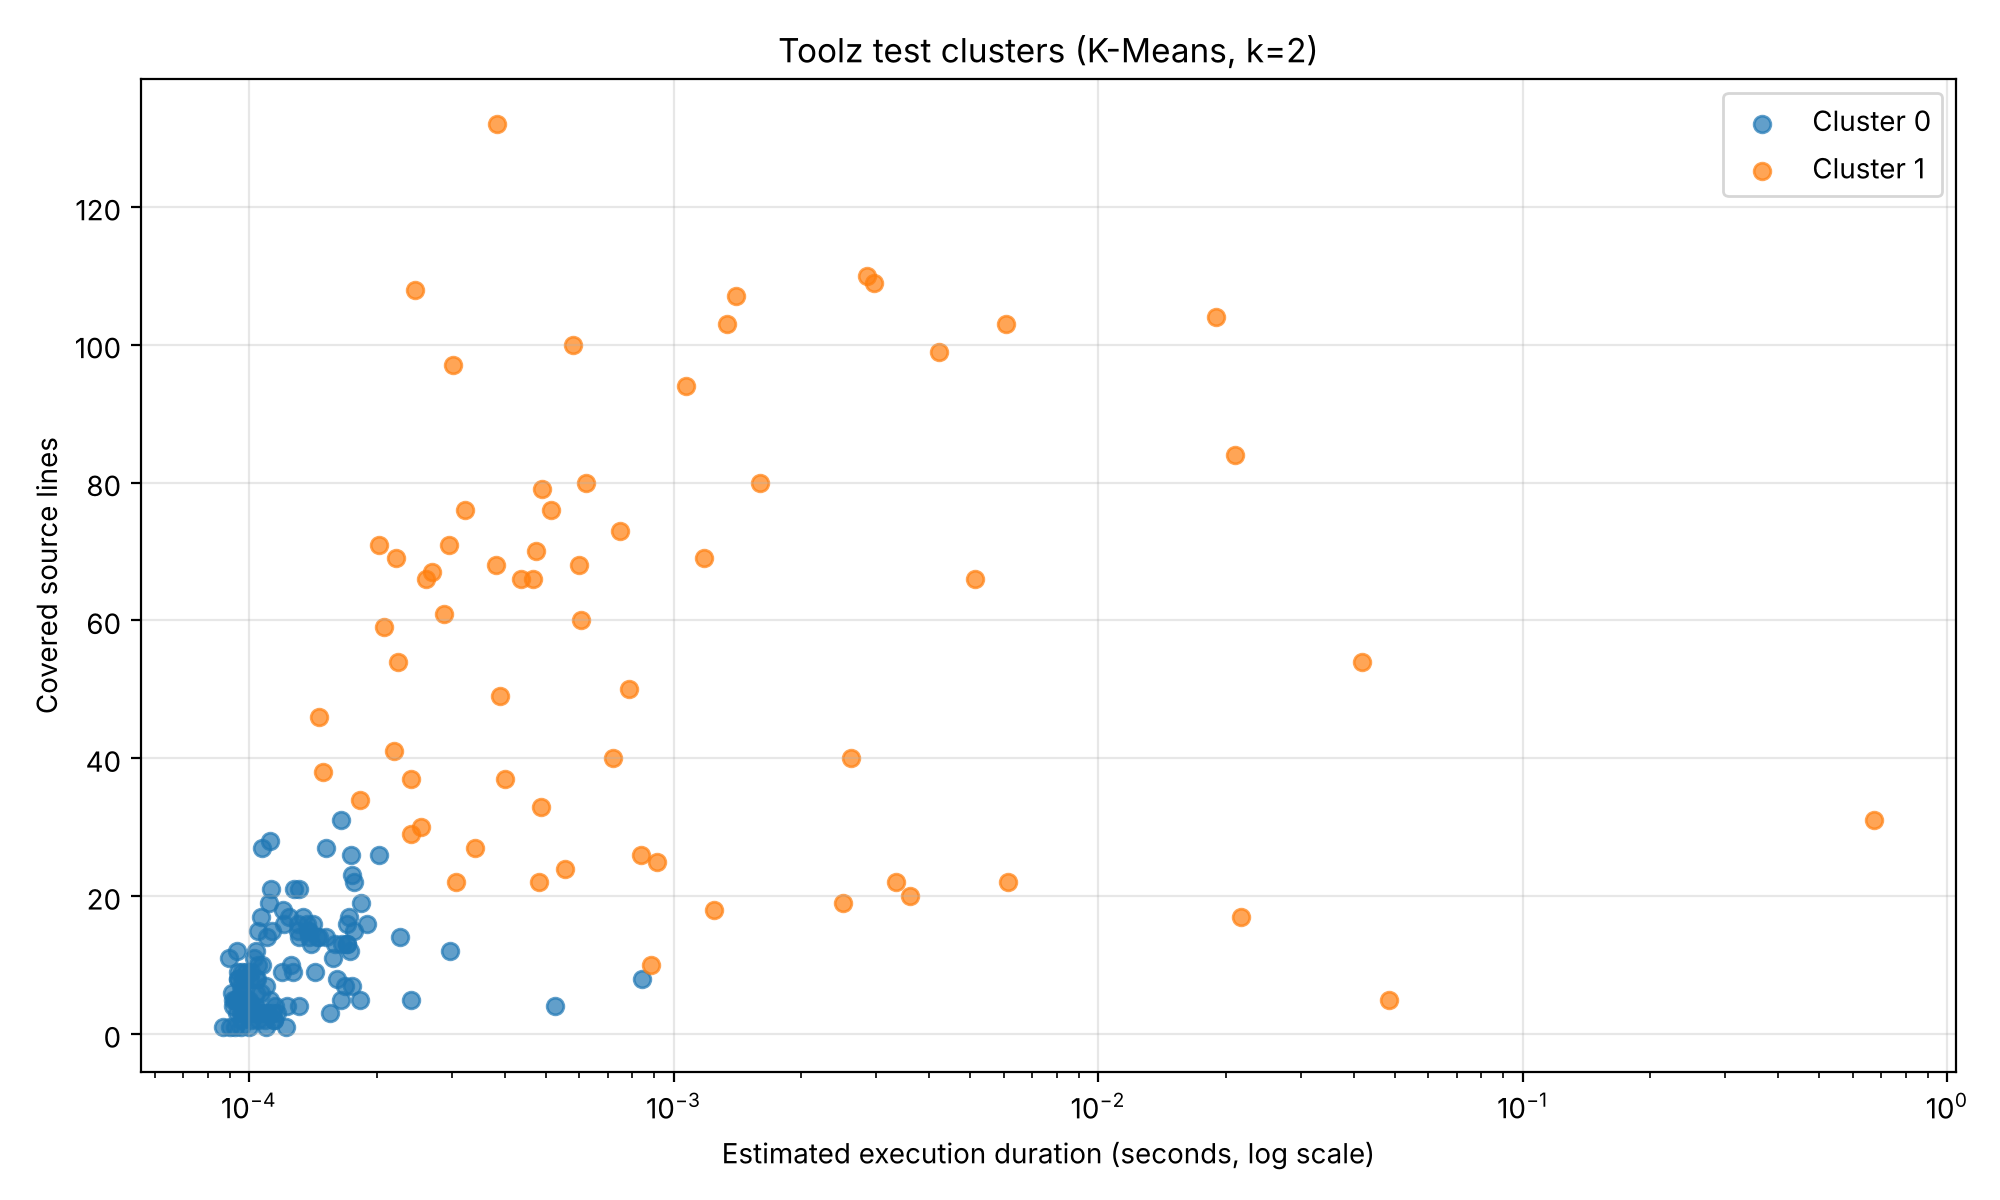 Toolz test clusters (K-Means, k=2)
Cluster 0
Cluster 1
Covered source lines
120
100
80
60
40
20
0
10⁻⁴
10⁻³
10⁻²
10⁻¹
10⁰
Estimated execution duration (seconds, log scale)